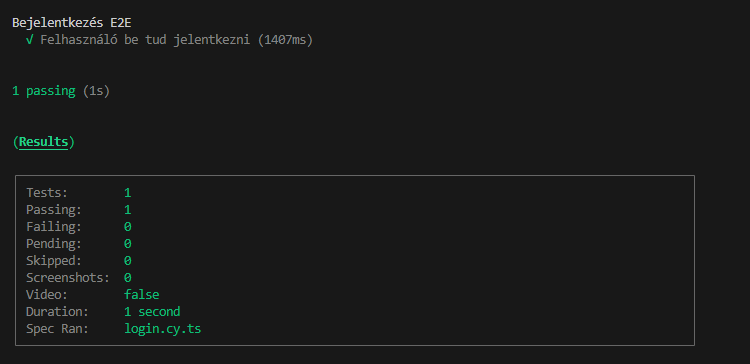 Bejelentkezés E2E
√ Felhasználó be tud jelentkezni (1407ms)
1 passing (1s)
(Results)
Tests: 1
Passing: 1
Failing: 0
Pending: 0
Skipped: 0
Screenshots: 0
Video: false
Duration: 1 second
Spec Ran: login.cy.ts